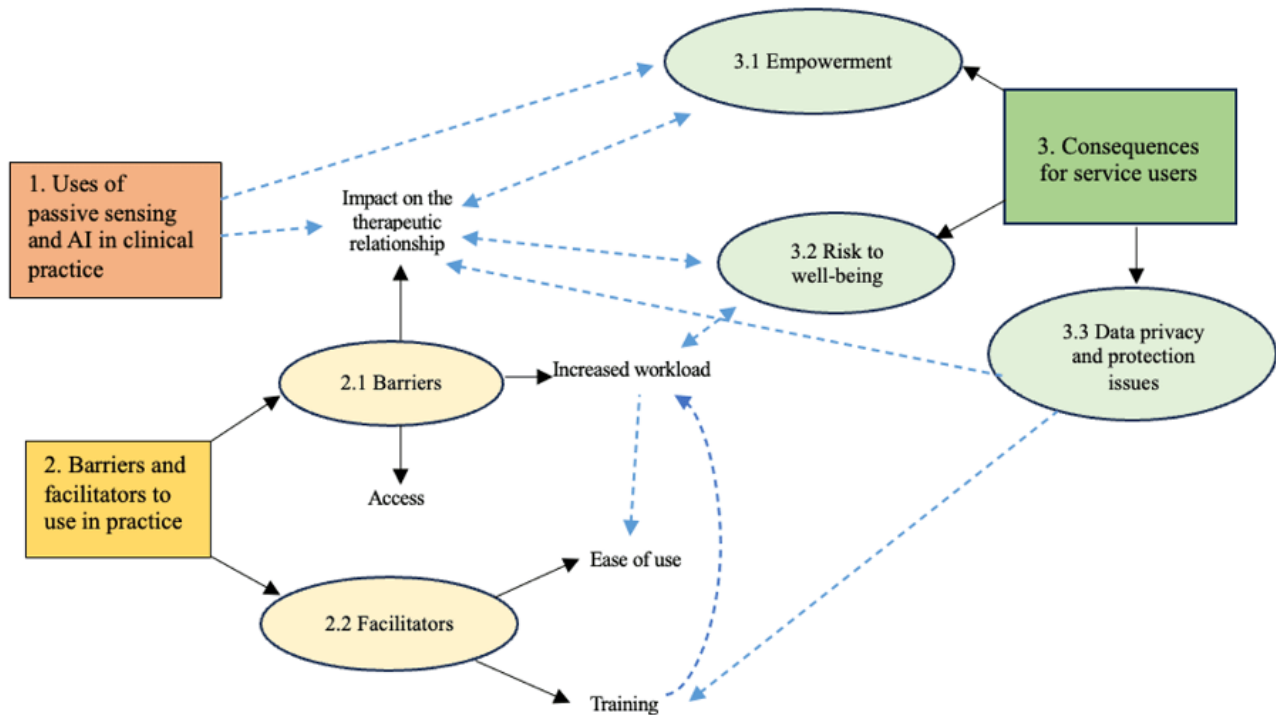 3.1 Empowerment
3. Consequences
for service users
1. Uses of
passive sensing
and AI in clinical
practice
Impact on the
therapeutic
relationship
3.2 Risk to
well-being
3.3 Data privacy
and protection
issues
2.1 Barriers
Increased workload
2. Barriers and
facilitators to
use in practice
Access
Ease of use
2.2 Facilitators
Training